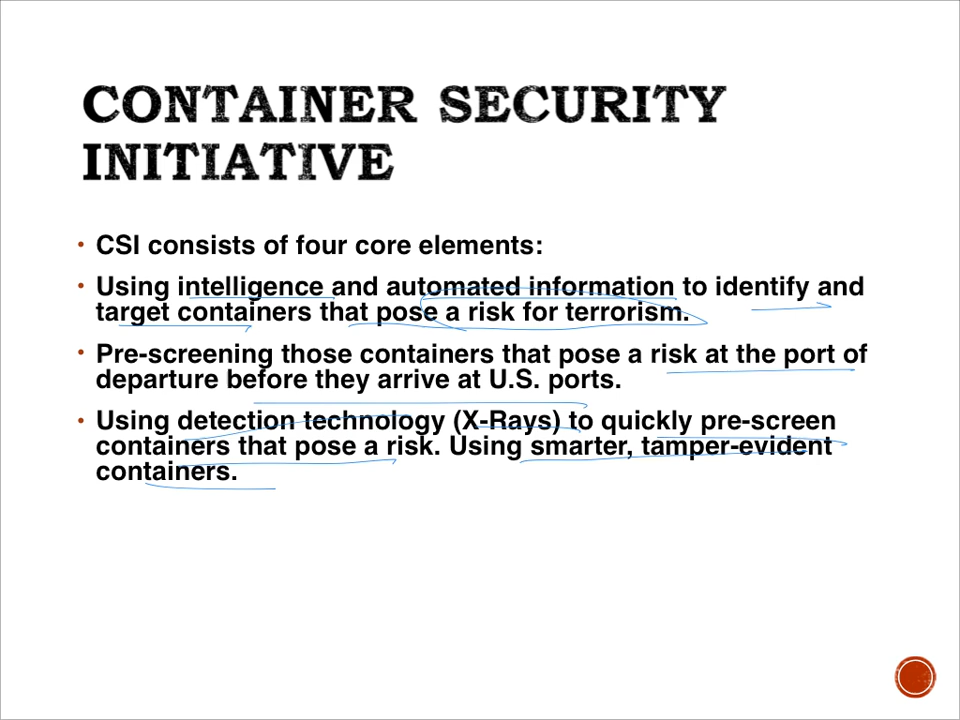 CONTAINER SECURITY
INITIATIVE
• CSI consists of four core elements:
• Using intelligence and automated information to identify and
target containers that pose a risk for terrorism.
• Pre-screening those containers that pose a risk at the port of
departure before they arrive at U.S. ports.
• Using detection technology (X-Rays) to quickly pre-screen
containers that pose a risk. Using smarter, tamper-evident
containers.